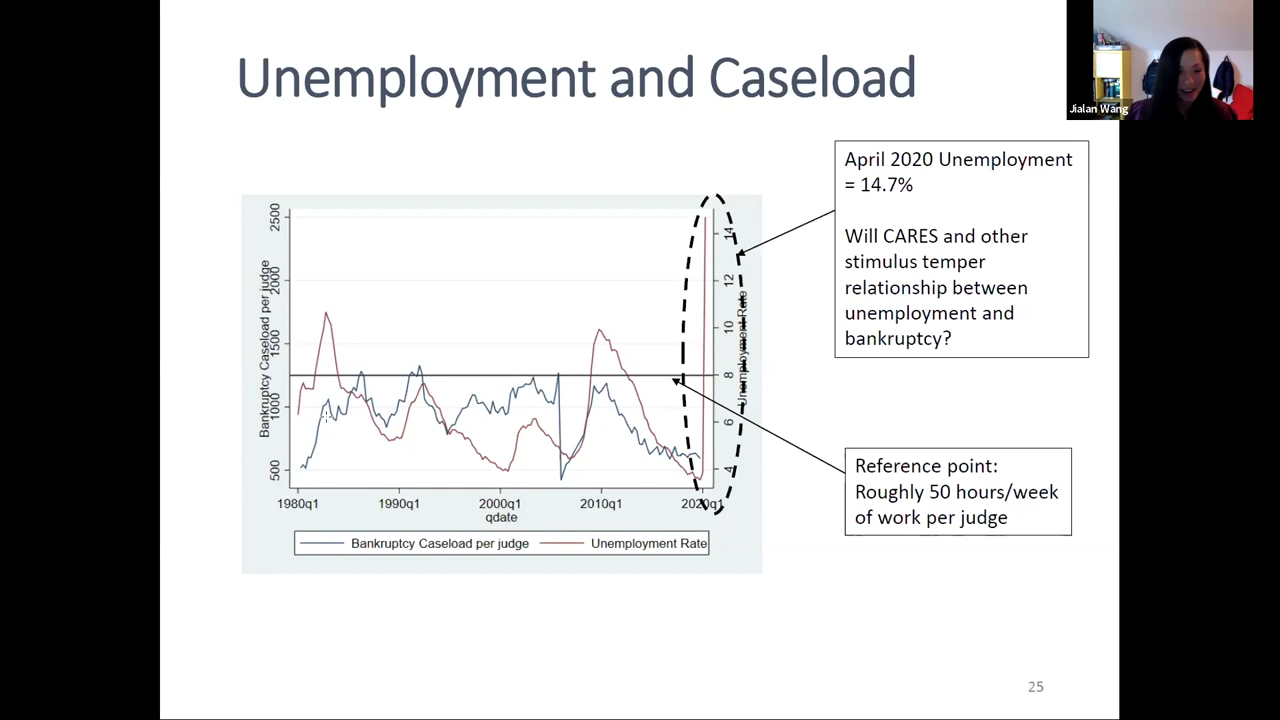 Unemployment and Caseload
Jialan Wang
April 2020 Unemployment
= 14.7%
Will CARES and other
stimulus temper
relationship between
unemployment and
bankruptcy?
Bankruptcy Caseload per judge
2500
2000
1500
1000
500
14
12
10
8
6
4
Unemployment Rate
1980q1
1990q1
2000q1
2010q1
2020q1
qdate
Bankruptcy Caseload per judge
Unemployment Rate
Reference point:
Roughly 50 hours/week
of work per judge
25